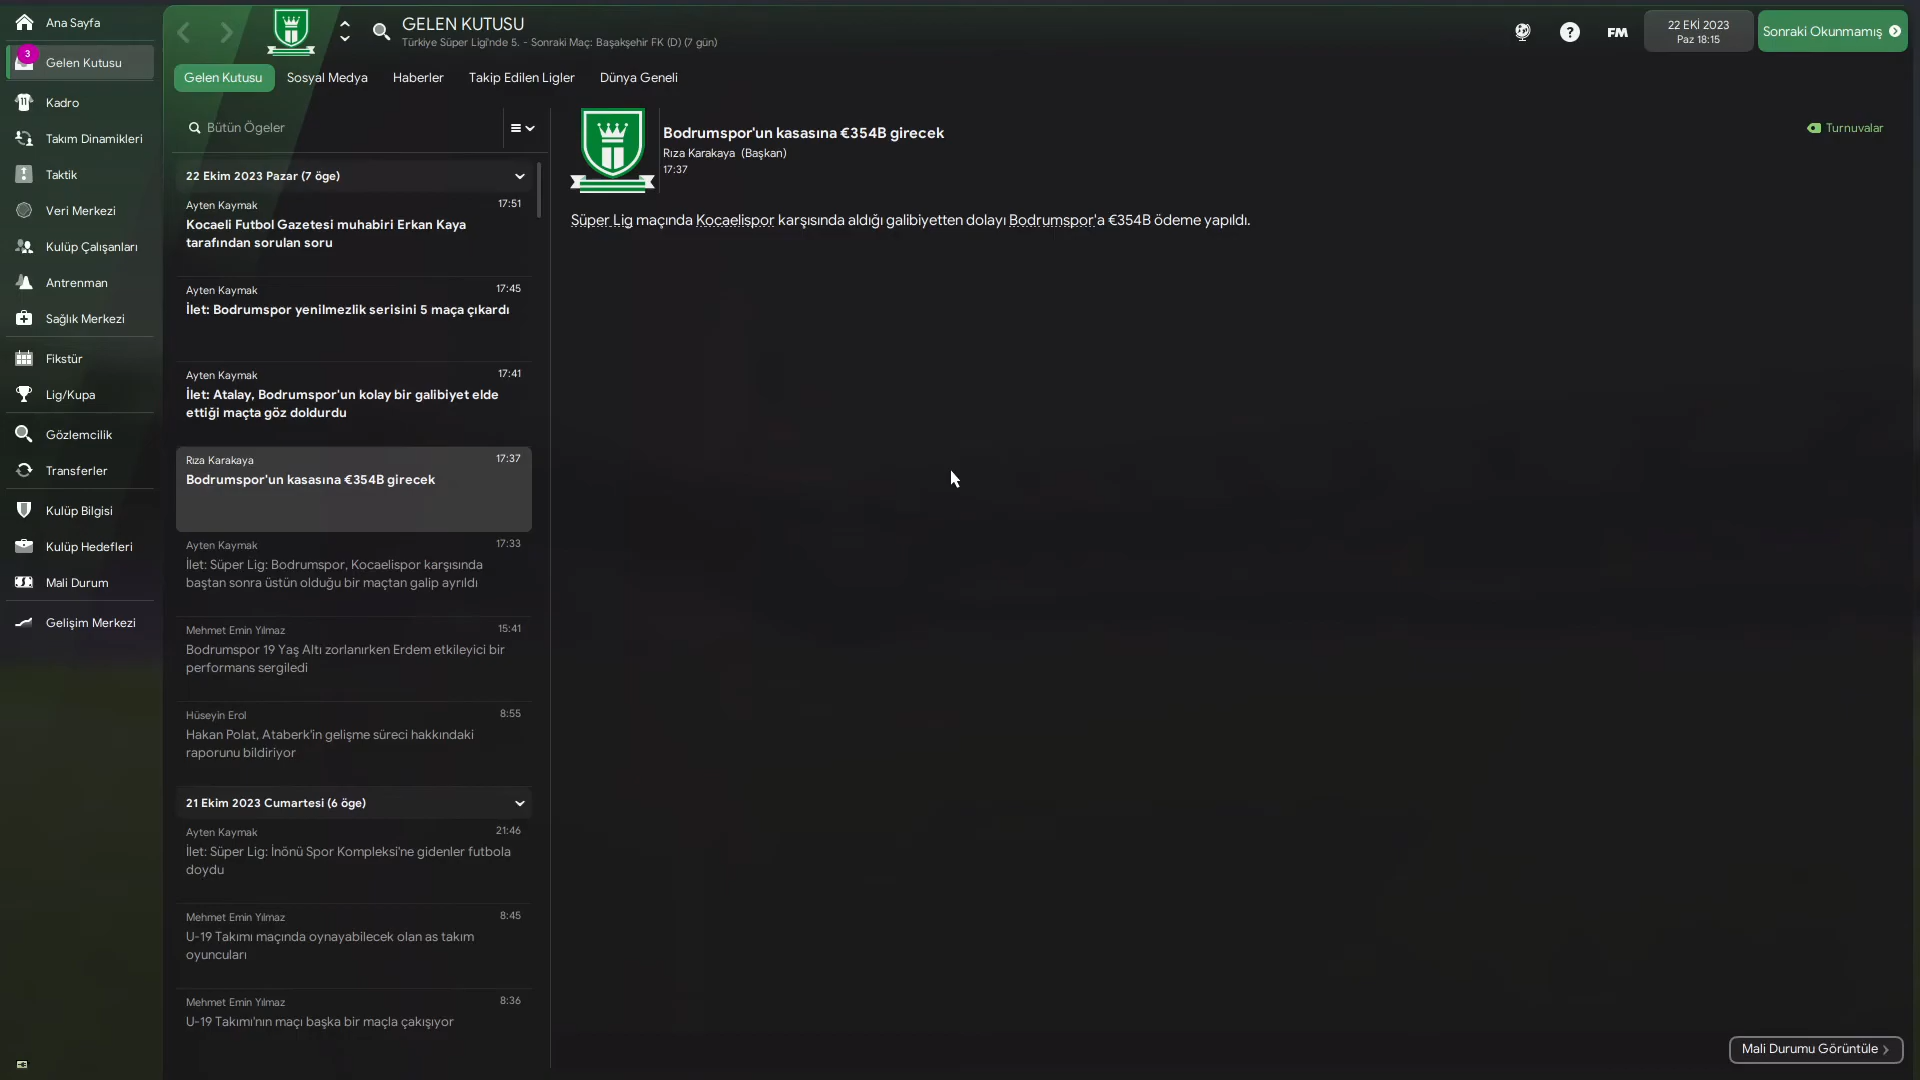 Ana Sayfa
3
Gelen Kutusu
Kadro
Takım Dinamikleri
Taktik
Veri Merkezi
Kulüp Çalışanları
Antrenman
Sağlık Merkezi
Fikstür
Lig/Kupa
Gözlemcilik
Transferler
Kulüp Bilgisi
Kulüp Hedefleri
Mali Durum
Gelişim Merkezi
GELEN KUTUSU
Türkiye Süper Ligi'nde 5. - Sonraki Maç: Başakşehir FK (D) (7 gün)
FM
22 EKİ 2023
Paz 18:15
Sonraki Okunmamış
Gelen Kutusu Sosyal Medya Haberler Takip Edilen Ligler Dünya Geneli
Bütün Ögeler
22 Ekim 2023 Pazar (7 öge)
Ayten Kaymak 17:51
Kocaeli Futbol Gazetesi muhabiri Erkan Kaya
tarafından sorulan soru
Ayten Kaymak 17:45
İlet: Bodrumspor yenilmezlik serisini 5 maça çıkardı
Ayten Kaymak 17:41
İlet: Atalay, Bodrumspor'un kolay bir galibiyet elde
ettiği maçta göz doldurdu
Rıza Karakaya 17:37
Bodrumspor'un kasasına €354B girecek
Ayten Kaymak 17:33
İlet: Süper Lig: Bodrumspor, Kocaelispor karşısında
baştan sonra üstün olduğu bir maçtan galip ayrıldı
Mehmet Emin Yılmaz 15:41
Bodrumspor 19 Yaş Altı zorlanırken Erdem etkileyici bir
performans sergiledi
Hüseyin Erol 8:55
Hakan Polat, Ataberk'in gelişme süreci hakkındaki
raporunu bildiriyor
21 Ekim 2023 Cumartesi (6 öge)
Ayten Kaymak 21:46
İlet: Süper Lig: İnönü Spor Kompleksi'ne gidenler futbola
doydu
Mehmet Emin Yılmaz 8:45
U-19 Takımı maçında oynayabilecek olan as takım
oyuncuları
Mehmet Emin Yılmaz 8:36
U-19 Takımı'nın maçı başka bir maçla çakışıyor
Bodrumspor'un kasasına €354B girecek
Rıza Karakaya (Başkan)
17:37
Turnuvalar
Süper Lig maçında Kocaelispor karşısında aldığı galibiyetten dolayı Bodrumspor'a €354B ödeme yapıldı.
Mali Durumu Görüntüle